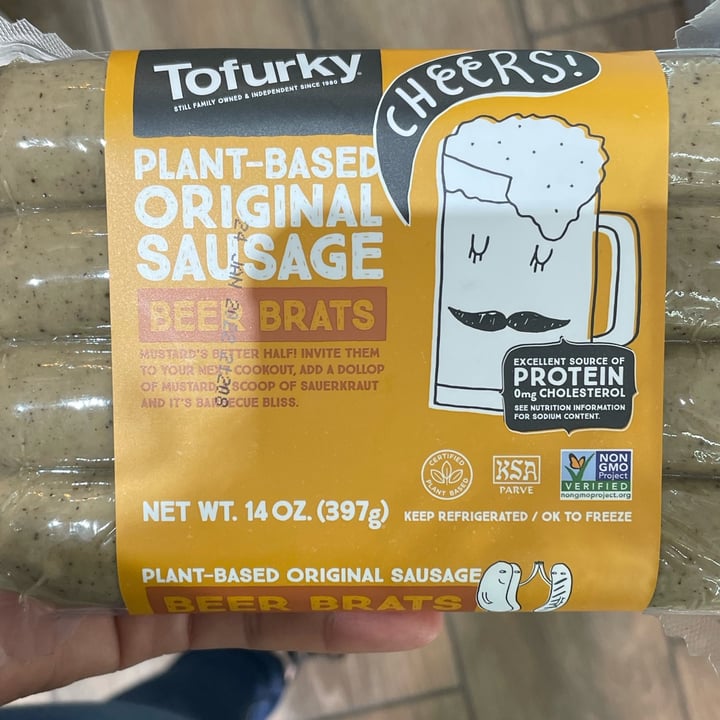 Tofurky
STILL FAMILY OWNED & INDEPENDENT SINCE 1980
CHEERS!
PLANT-BASED
ORIGINAL
SAUSAGE
BEER BRATS
MUSTARD'S BETTER HALF! INVITE THEM
TO YOUR NEXT COOKOUT, ADD A DOLLOP
OF MUSTARD, SCOOP OF SAUERKRAUT
AND IT'S BARBECUE BLISS.
24 JAN
EXCELLENT SOURCE OF
PROTEIN
0mg CHOLESTEROL
SEE NUTRITION INFORMATION
FOR SODIUM CONTENT.
CERTIFIED
PLANT BASED
KSA
PARVE
NON
GMO
Project
VERIFIED
nongmoproject.org
NET WT. 14 OZ. (397g)
KEEP REFRIGERATED / OK TO FREEZE
PLANT-BASED ORIGINAL SAUSAGE
BEER BRATS